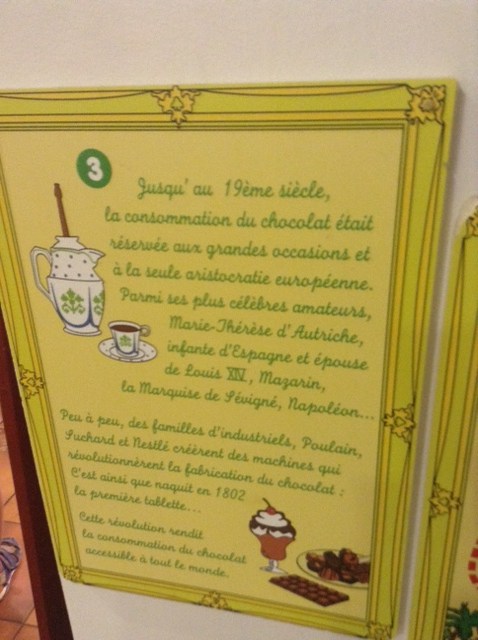 3
Jusqu' au 19ème siècle,
la consommation du chocolat était
réservée aux grandes occasions et
à la seule aristocratie européenne.
Parmi ses plus célèbres amateurs,
Marie-Thérèse d'Autriche,
infante d'Espagne et épouse
de Louis XIV, Mazarin,
la Marquise de Sévigné, Napoléon...
Peu à peu, des familles d'industriels, Poulain,
Suchard et Nestlé créèrent des machines qui
révolutionnèrent la fabrication du chocolat :
C'est ainsi que naquit en 1802
la première tablette...
Cette révolution rendit
la consommation du chocolat
accessible à tout le monde.